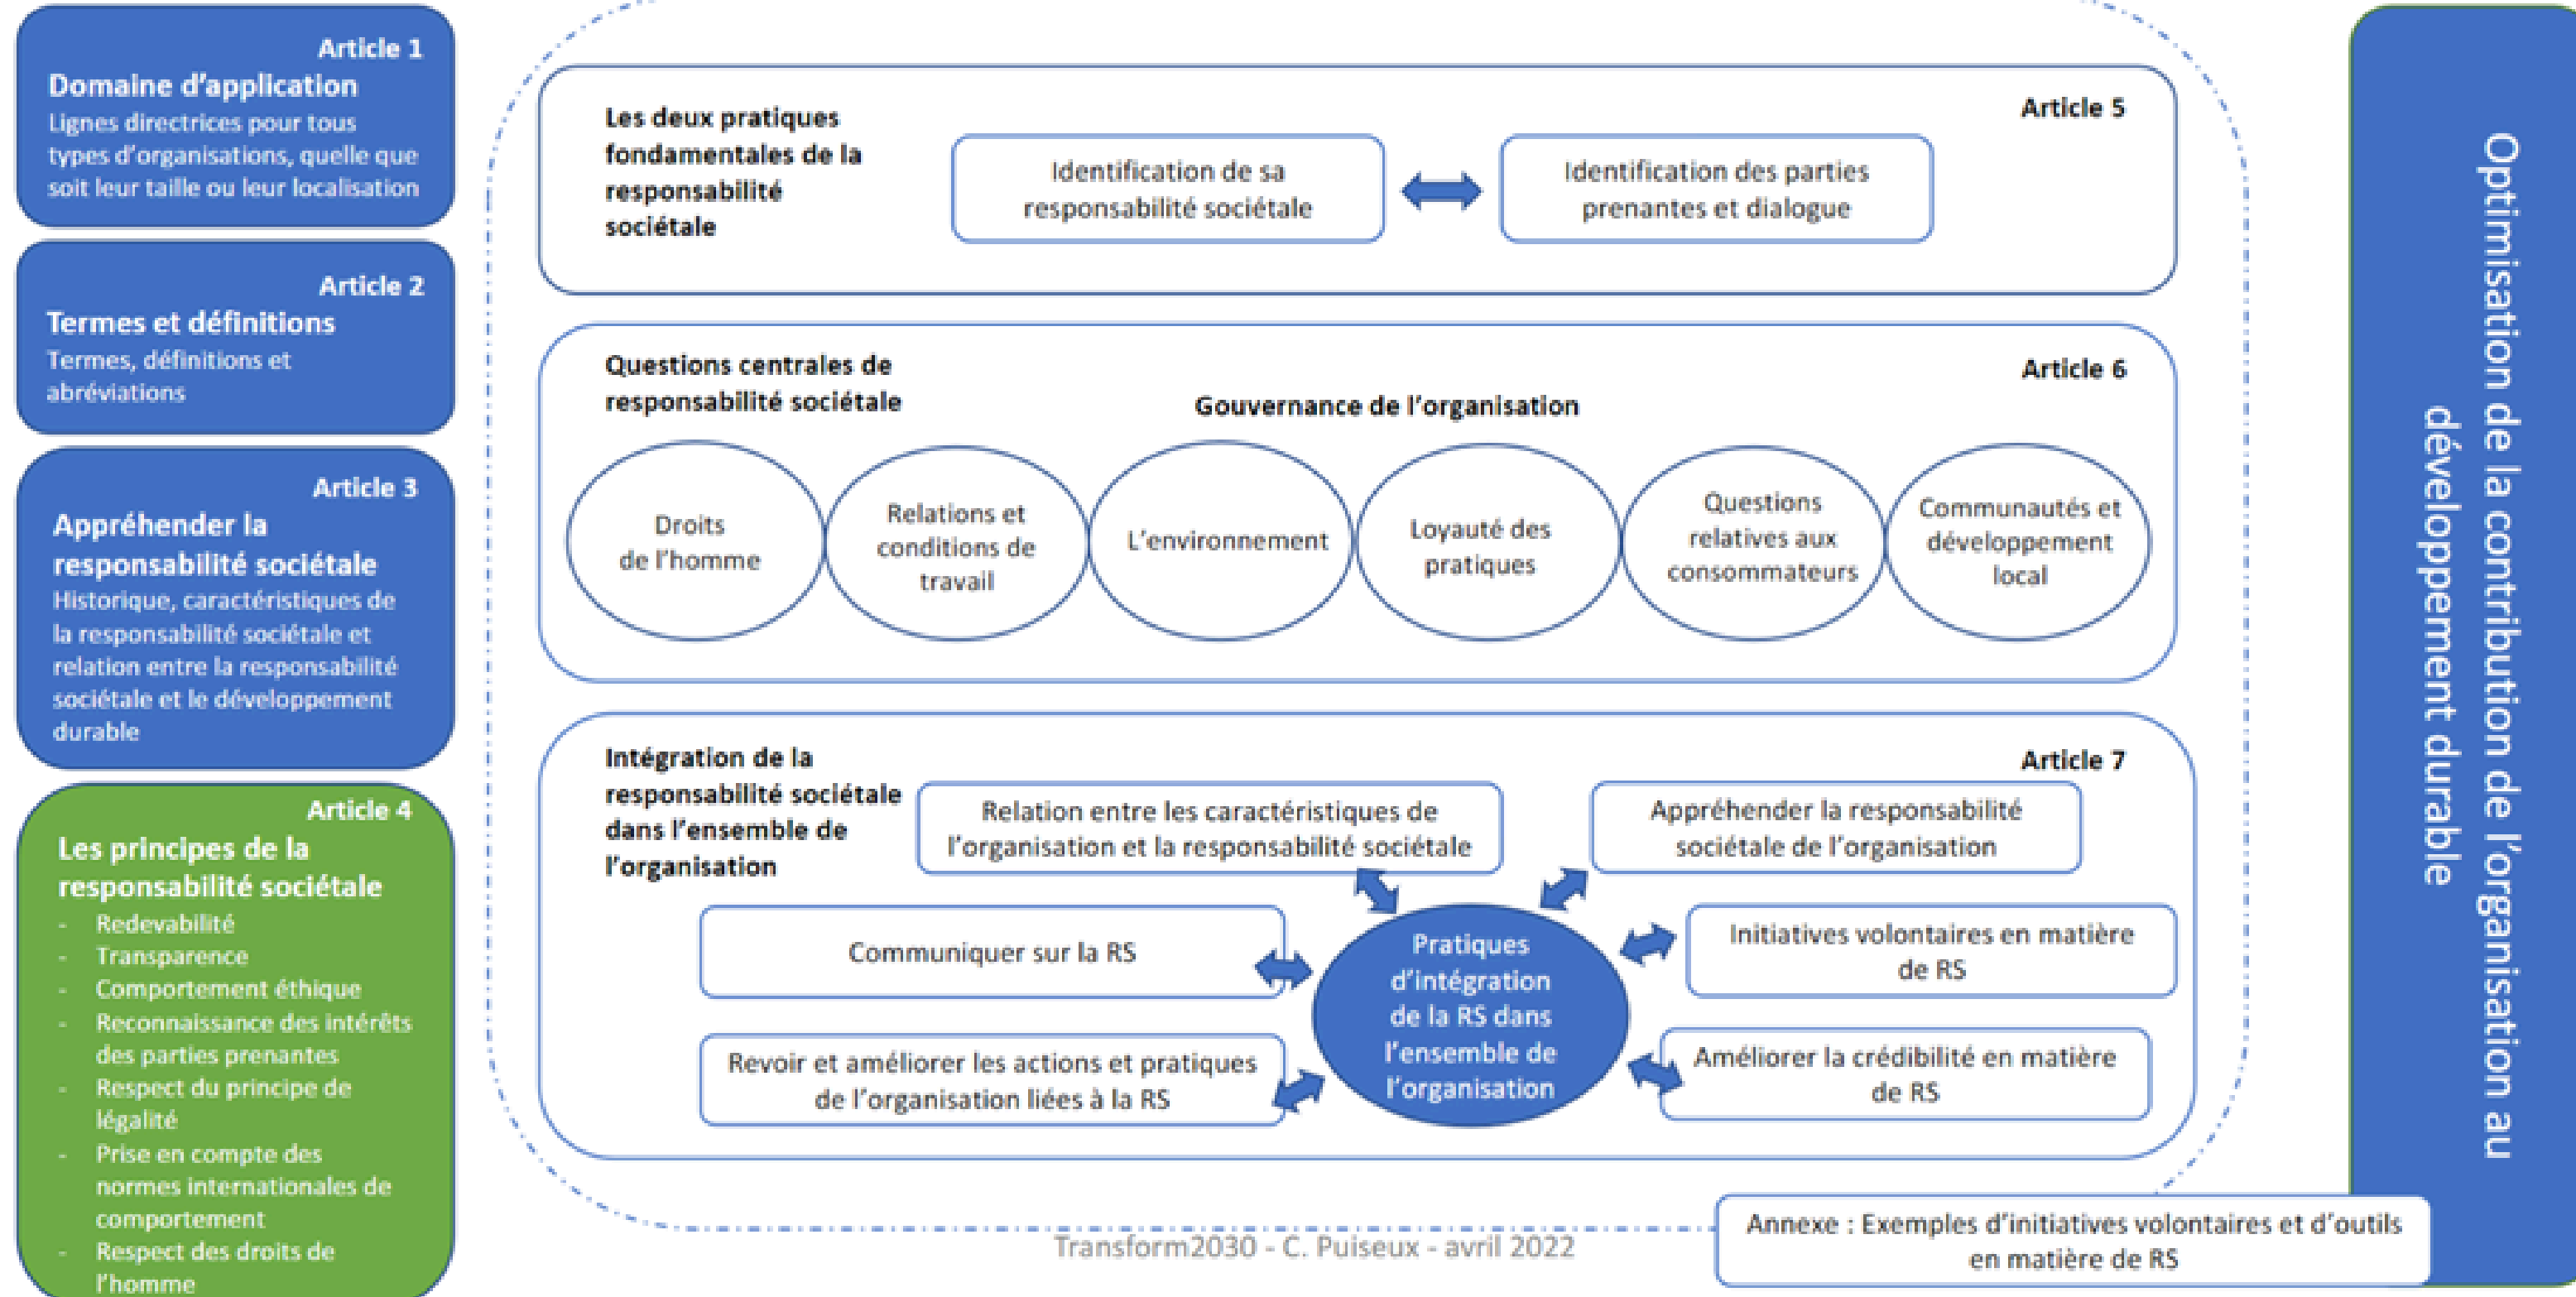 Article 1
Domaine d'application
Lignes directrices pour tous
types d'organisations, quelle que
soit leur taille ou leur localisation
Article 2
Termes et définitions
Termes, définitions et
abréviations
Article 3
Appréhender la
responsabilité sociétale
Historique, caractéristiques de
la responsabilité sociétale et
relation entre la responsabilité
sociétale et le développement
durable
Article 4
Les principes de la
responsabilité sociétale
- Redevabilité
- Transparence
- Comportement éthique
- Reconnaissance des intérêts
des parties prenantes
- Respect du principe de
légalité
- Prise en compte des
normes internationales de
comportement
- Respect des droits de
l'homme
Les deux pratiques
fondamentales de la
responsabilité
sociétale
Article 5
Identification de sa
responsabilité sociétale
Identification des parties
prenantes et dialogue
Questions centrales de
responsabilité sociétale
Article 6
Gouvernance de l'organisation
Droits
de l'homme
Relations et
conditions de
travail
L'environnement
Loyauté des
pratiques
Questions
relatives aux
consommateurs
Communautés et
développement
local
Intégration de la
responsabilité sociétale
dans l'ensemble de
l'organisation
Article 7
Relation entre les caractéristiques de
l'organisation et la responsabilité sociétale
Appréhender la responsabilité
sociétale de l'organisation
Communiquer sur la RS
Pratiques
d'intégration
de la RS dans
l'ensemble de
l'organisation
Initiatives volontaires en matière
de RS
Revoir et améliorer les actions et pratiques
de l'organisation liées à la RS
Améliorer la crédibilité en matière
de RS
Annexe : Exemples d'initiatives volontaires et d'outils
en matière de RS
Transform2030 - C. Puiseux - avril 2022
Optimisation de la contribution de l'organisation au
développement durable